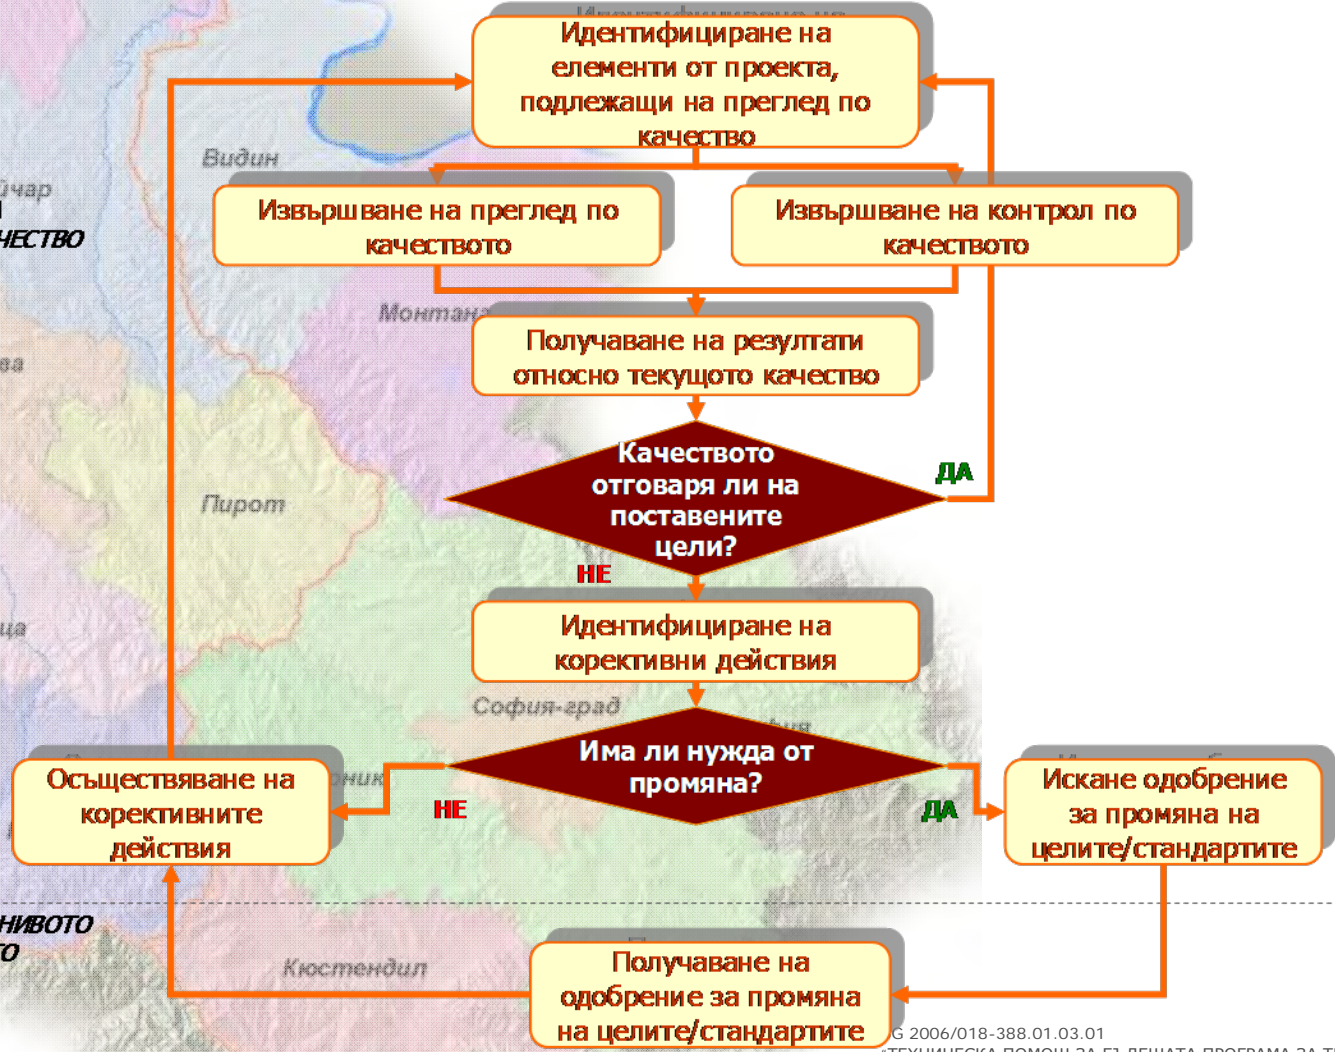 Идентифициране на
елементи от проекта,
подлежащи на преглед по
качество
Видин
Извършване на преглед по
качеството
Извършване на контрол по
качеството
Монтана
Получаване на резултати
относно текущото качество
Качеството
отговаря ли на
поставените
цели?
ДА
Пирот
НЕ
Идентифициране на
корективни действия
София-град
Има ли нужда от
промяна?
НЕ
ДА
Осъществяване на
корективните
действия
Искане одобрение
за промяна на
целите/стандартите
НИВОТО
Кюстендил
Получаване на
одобрение за промяна
на целите/стандартите
G 2006/018-388.01.03.01